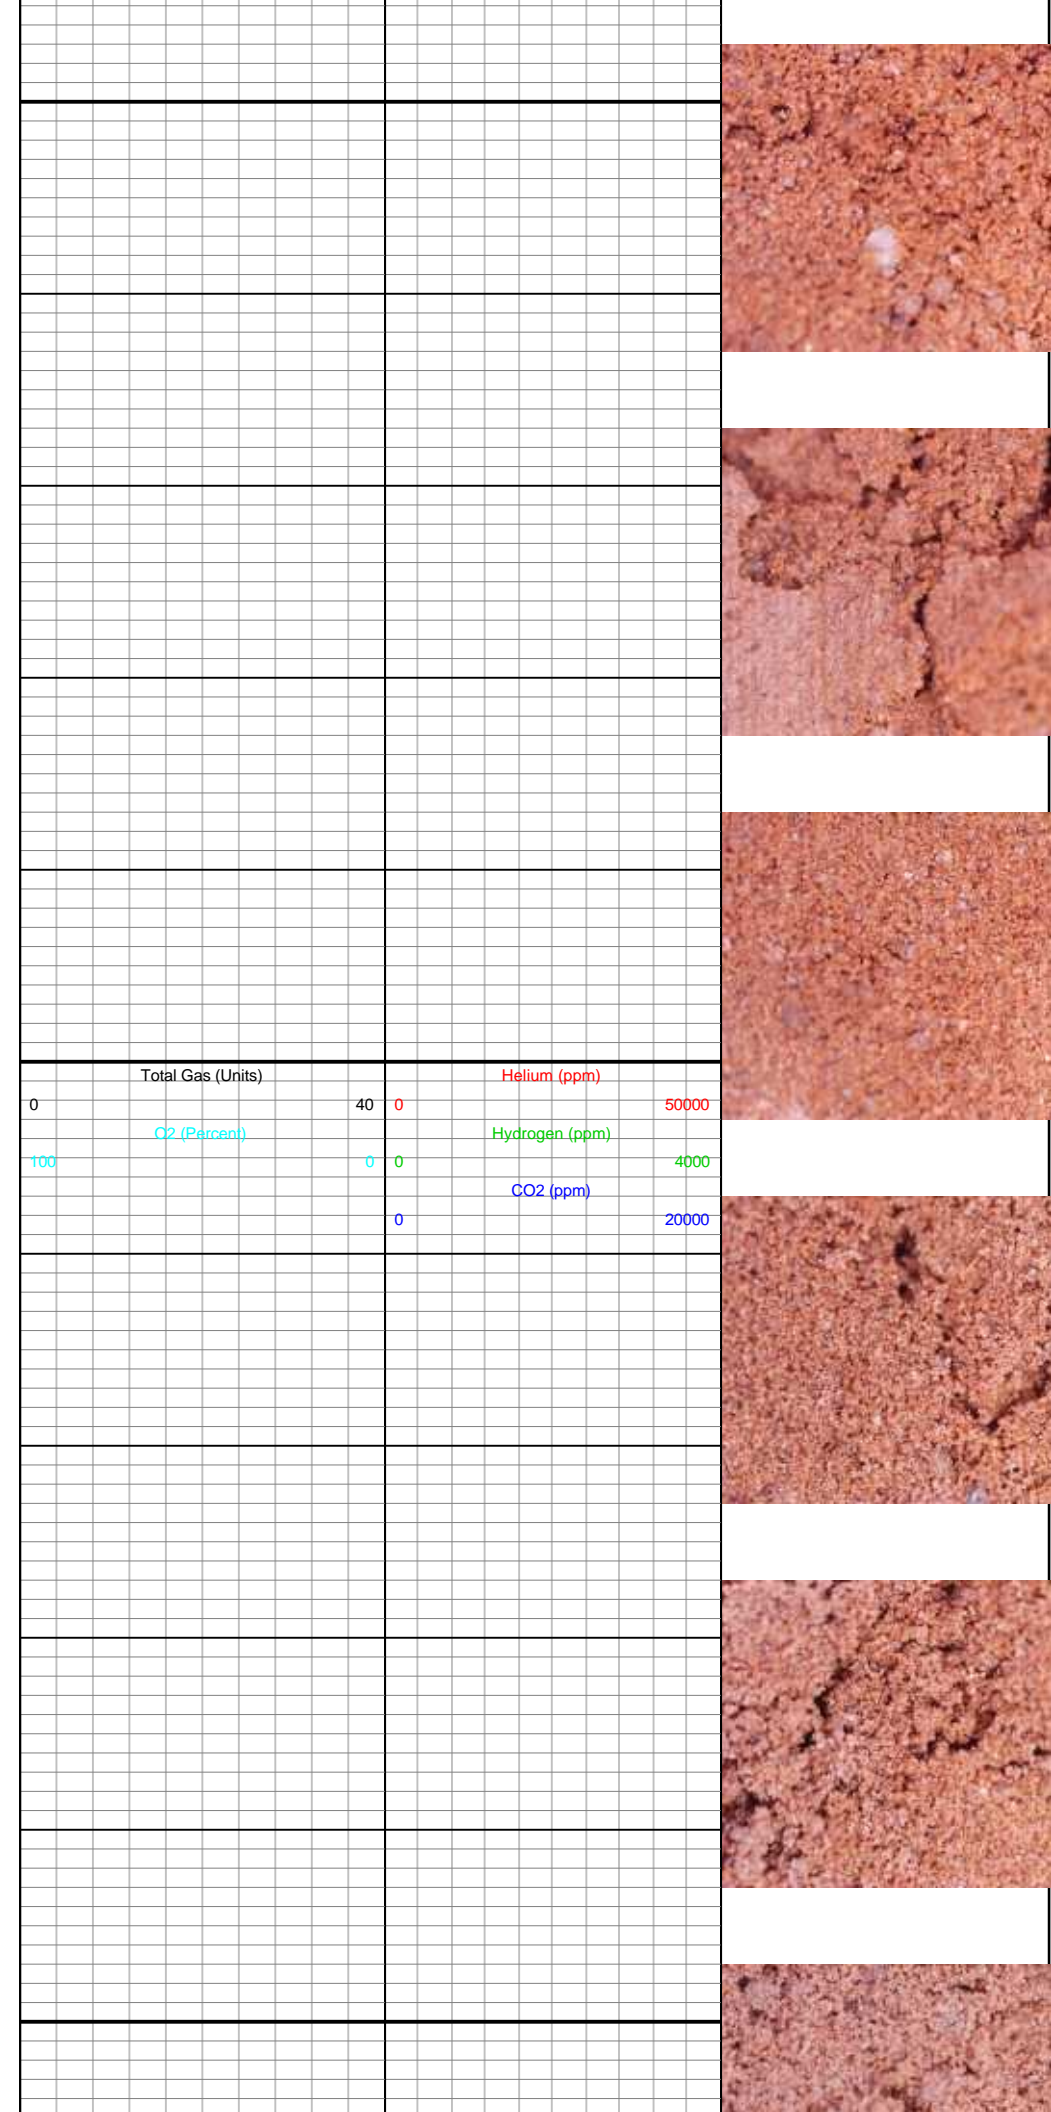 Total Gas (Units)
0 40
O2 (Percent)
100 0
Helium (ppm)
0 50000
Hydrogen (ppm)
0 4000
CO2 (ppm)
0 20000